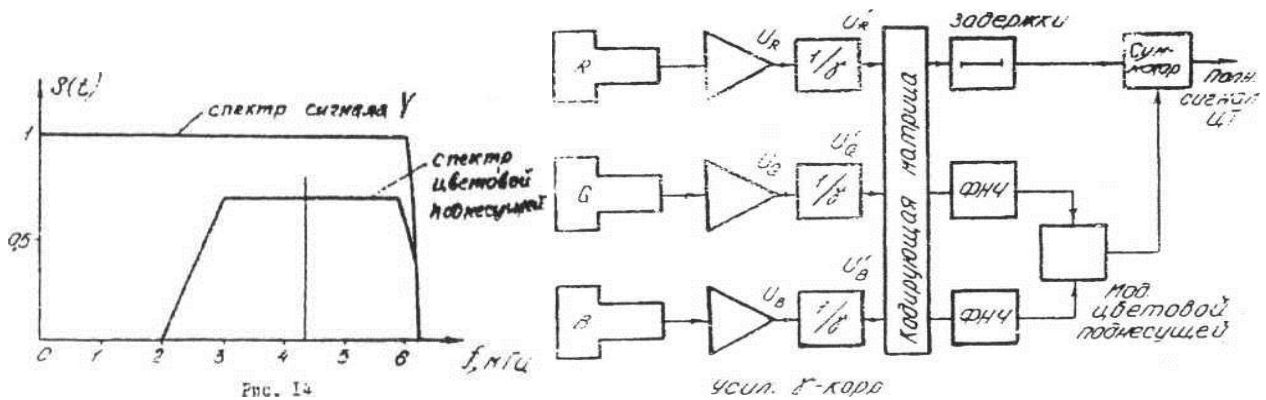 S(t)
1
0,5
спектр сигнала Y
спектр
цветовой
поднесущей
0 1 2 3 4 5 6 f, мГц
Рис. 14
R
G
B
U_R
U_G
U_B
1/γ
1/γ
1/γ
U'_R
U'_G
U'_B
усил. γ-корр
кодирующая матрица
задержки
ФНЧ
ФНЧ
Сум-
матор
Полн.
сигнал
ЦТ
мод.
цветовой
поднесущей